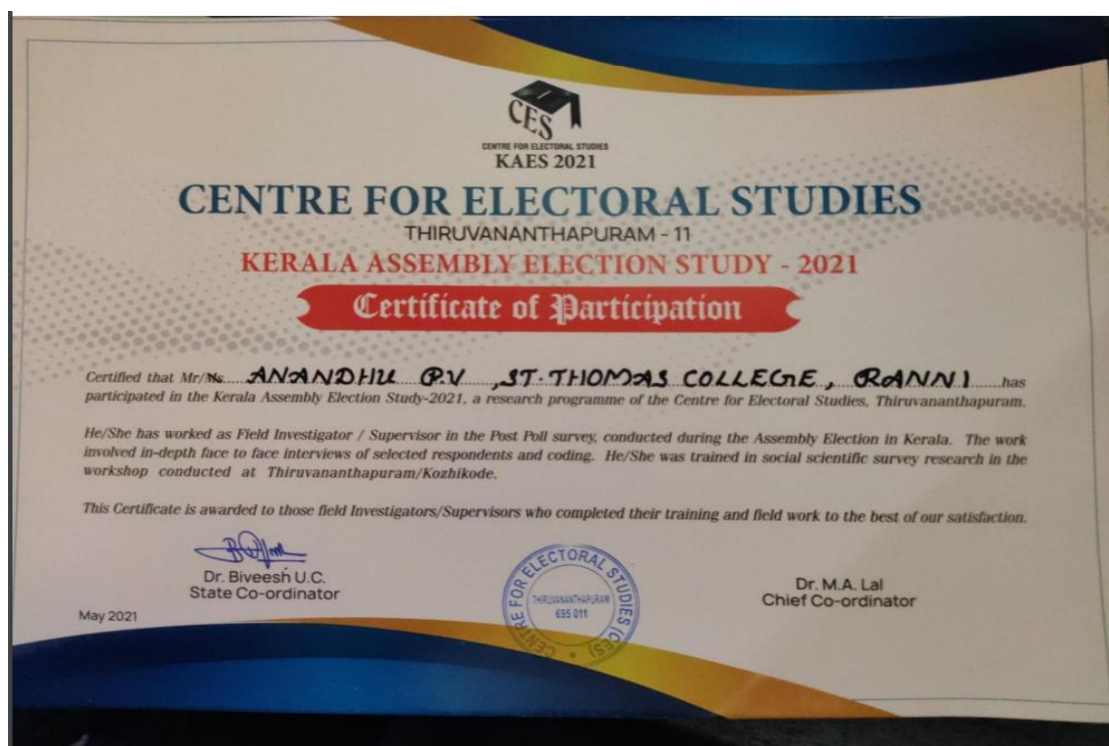 CES
CENTRE FOR ELECTORAL STUDIES
KAES 2021
CENTRE FOR ELECTORAL STUDIES
THIRUVANANTHAPURAM - 11
KERALA ASSEMBLY ELECTION STUDY - 2021
Certificate of Participation
Certified that Mr/Ms. ANANDHU P.V , ST. THOMAS COLLEGE , RANNI has
participated in the Kerala Assembly Election Study-2021, a research programme of the Centre for Electoral Studies, Thiruvananthapuram.
He/She has worked as Field Investigator / Supervisor in the Post Poll survey, conducted during the Assembly Election in Kerala. The work
involved in-depth face to face interviews of selected respondents and coding. He/She was trained in social scientific survey research in the
workshop conducted at Thiruvananthapuram/Kozhikode.
This Certificate is awarded to those field Investigators/Supervisors who completed their training and field work to the best of our satisfaction.
Dr. Biveesh U.C.
State Co-ordinator
May 2021
CENTRE FOR ELECTORAL STUDIES (CES)
THIRUVANANTHAPURAM
695 011
Dr. M.A. Lal
Chief Co-ordinator